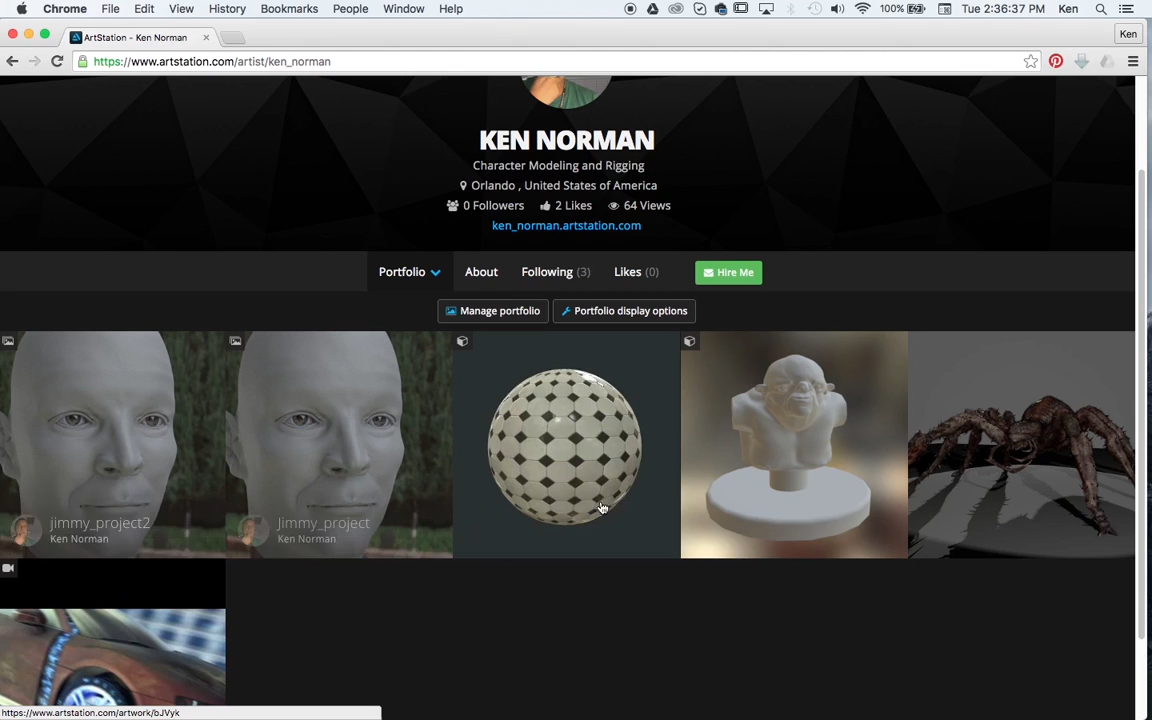 Chrome File Edit View History Bookmarks People Window Help 100% Tue 2:36:37 PM Ken
ArtStation - Ken Norman Ken
https://www.artstation.com/artist/ken_norman
KEN NORMAN
Character Modeling and Rigging
Orlando , United States of America
0 Followers 2 Likes 64 Views
ken_norman.artstation.com
Portfolio About Following (3) Likes (0) Hire Me
Manage portfolio Portfolio display options
jimmy_project2 Jimmy_project
Ken Norman Ken Norman
https://www.artstation.com/artwork/bJVyk